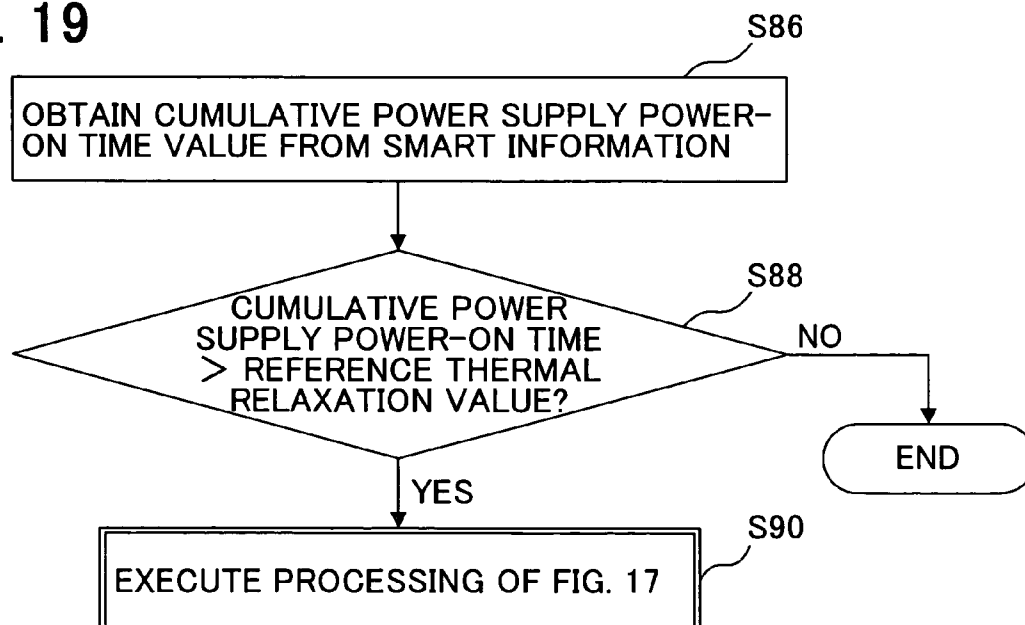 . 19
S86
OBTAIN CUMULATIVE POWER SUPPLY POWER-
ON TIME VALUE FROM SMART INFORMATION
S88
CUMULATIVE POWER
SUPPLY POWER-ON TIME
> REFERENCE THERMAL
RELAXATION VALUE?
NO
END
YES
S90
EXECUTE PROCESSING OF FIG. 17